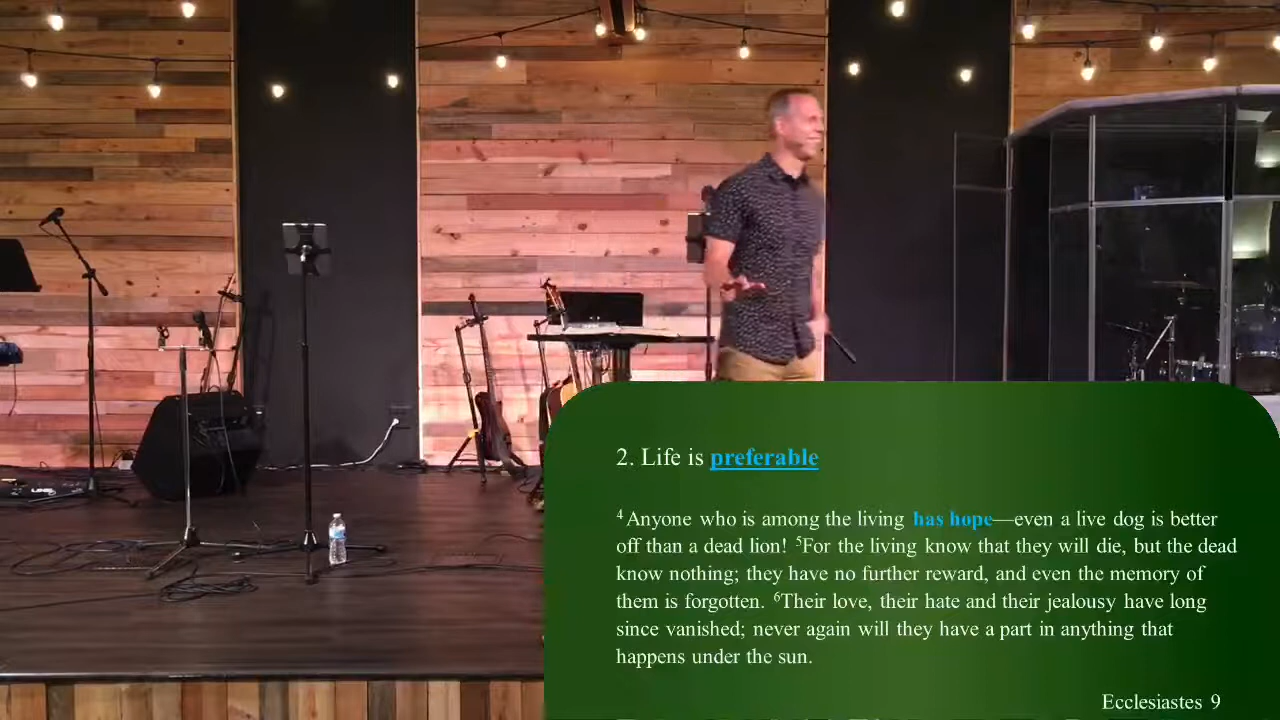 2. Life is preferable
⁴Anyone who is among the living has hope—even a live dog is better
off than a dead lion! ⁵For the living know that they will die, but the dead
know nothing; they have no further reward, and even the memory of
them is forgotten. ⁶Their love, their hate and their jealousy have long
since vanished; never again will they have a part in anything that
happens under the sun.
Ecclesiastes 9